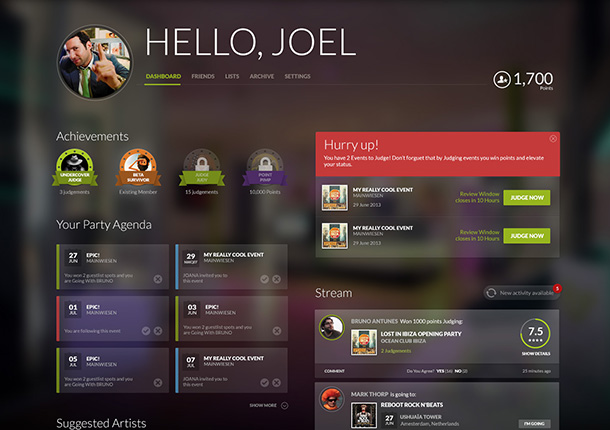 HELLO, JOEL
DASHBOARD FRIENDS LISTS ARCHIVE SETTINGS
1,700
Points
Achievements
UNDERCOVER
JUDGE
3 judgements
BETA
SURVIVOR
Existing Member
JUDGE
JUDY
15 judgements
POINT
PIMP
10,000 Points
Hurry up!
You have 2 Events to Judge! Don't forguet that by Judging events you win points and elevate
your status.
MY REALLY COOL EVENT
MAINWIESEN
29 June 2013
Review Window
closes in 10 Hours
JUDGE NOW
MY REALLY COOL EVENT
MAINWIESEN
29 June 2013
Review Window
closes in 10 Hours
JUDGE NOW
Your Party Agenda
27
JUN
EPIC!
MAINWIESEN
You won 2 guestlist spots and you
are Going With BRUNO
29
MY REALLY COOL EVENT
MAINWIESEN
JOANA invited you to
this event
01
JUL
EPIC!
MAINWIESEN
You are following this event
03
JUL
EPIC!
MAINWIESEN
You won 2 guestlist spots and you
are Going With BRUNO
05
JUL
EPIC!
MAINWIESEN
You won 2 guestlist spots and you
are Going With BRUNO
07
JUL
MY REALLY COOL EVENT
MAINWIESEN
JOANA invited you to
this event
SHOW MORE
Suggested Artists
Stream
New activity available
5
BRUNO ANTUNES Won 1000 points Judging:
LOST IN IBIZA OPENING PARTY
OCEAN CLUB IBIZA
2 Judgements
7.5
SHOW DETAILS
COMMENT
Do You Agree? YES (16) NO (2)
25 minutes ago
MARK THORP is going to:
REBOOT ROCK N'BEATS
27
JUN
USHUAÏA TOWER
Amsterdam, Netherlands
I'M GOING